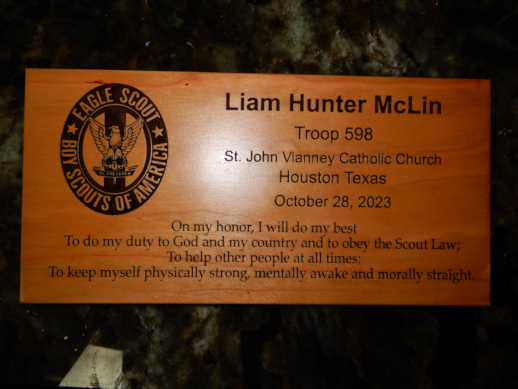 EAGLE SCOUT
BOY SCOUTS OF AMERICA
Liam Hunter McLin
Troop 598
St. John Vianney Catholic Church
Houston Texas
October 28, 2023
On my honor, I will do my best
To do my duty to God and my country and to obey the Scout Law;
To help other people at all times;
To keep myself physically strong, mentally awake and morally straight.